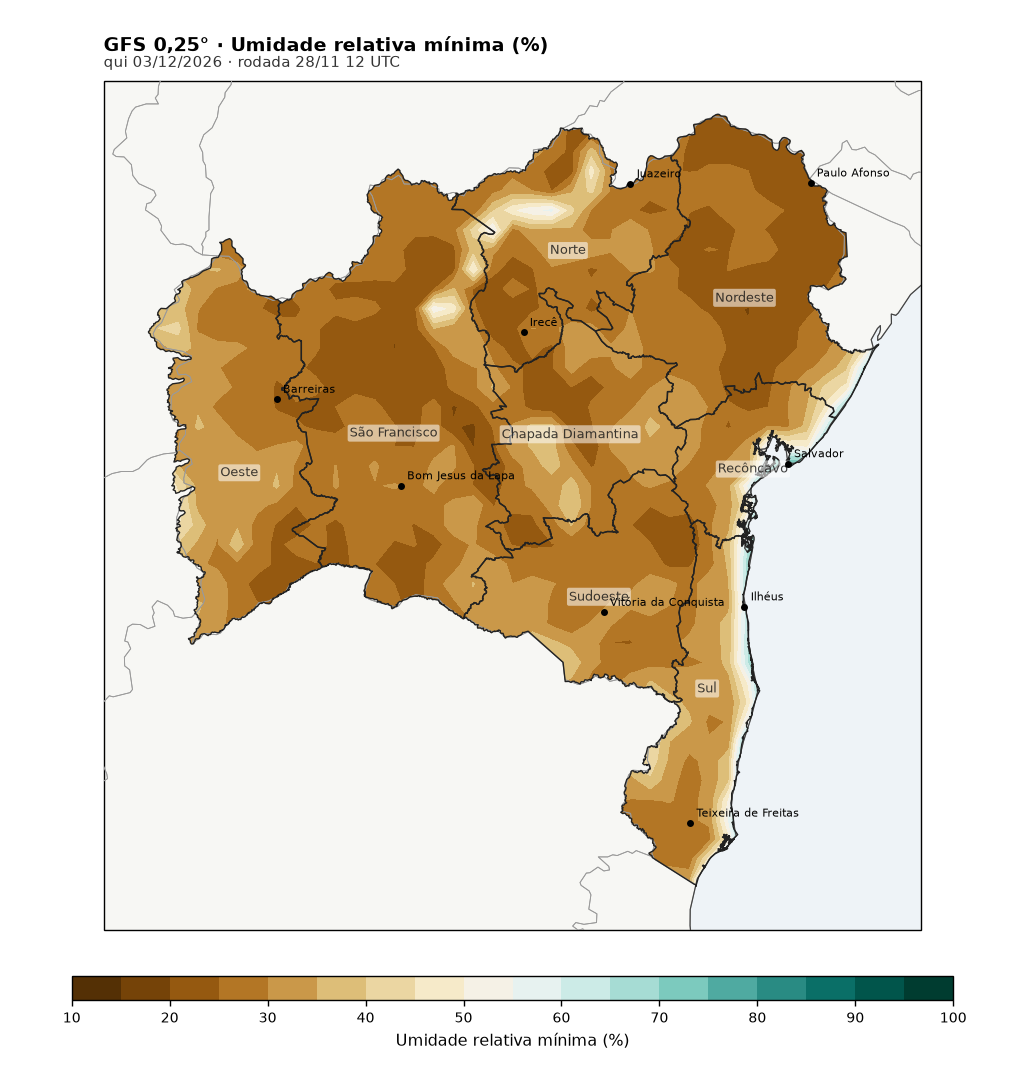 GFS 0,25° · Umidade relativa mínima (%)
qui 03/12/2026 · rodada 28/11 12 UTC
Juazeiro
Paulo Afonso
Norte
Nordeste
Irecê
Barreiras
São Francisco
Chapada Diamantina
Salvador
Oeste
Recôncavo
Bom Jesus da Lapa
Sudoeste
Vitória da Conquista
Ilhéus
Sul
Teixeira de Freitas
10 20 30 40 50 60 70 80 90 100
Umidade relativa mínima (%)